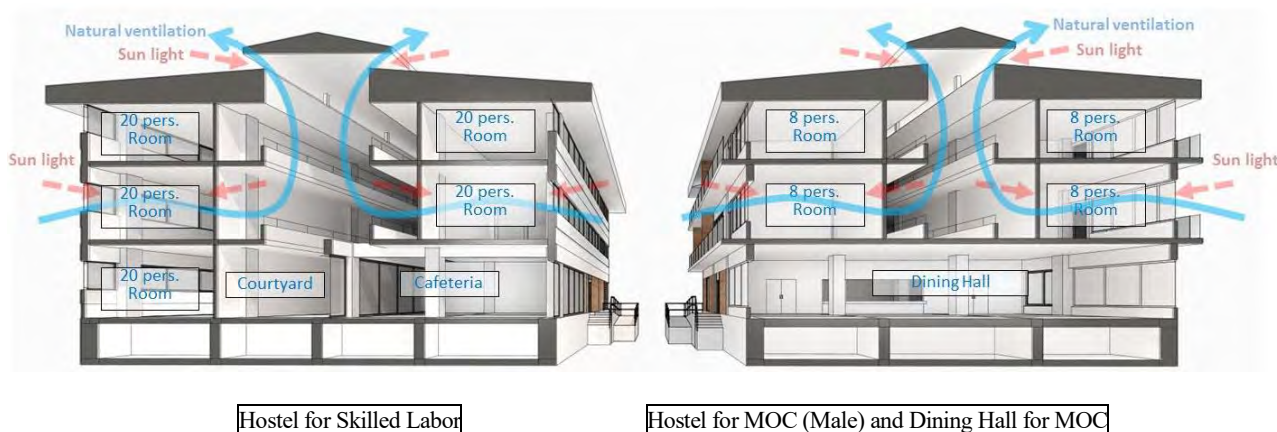 Natural ventilation
Sun light
20 pers.
Room
20 pers.
Room
Sun light
20 pers.
Room
20 pers.
Room
20 pers.
Room
Courtyard
Cafeteria
Natural ventilation
Sun light
8 pers.
Room
8 pers.
Room
Sun light
8 pers.
Room
8 pers.
Room
Dining Hall
Hostel for Skilled Labor
Hostel for MOC (Male) and Dining Hall for MOC